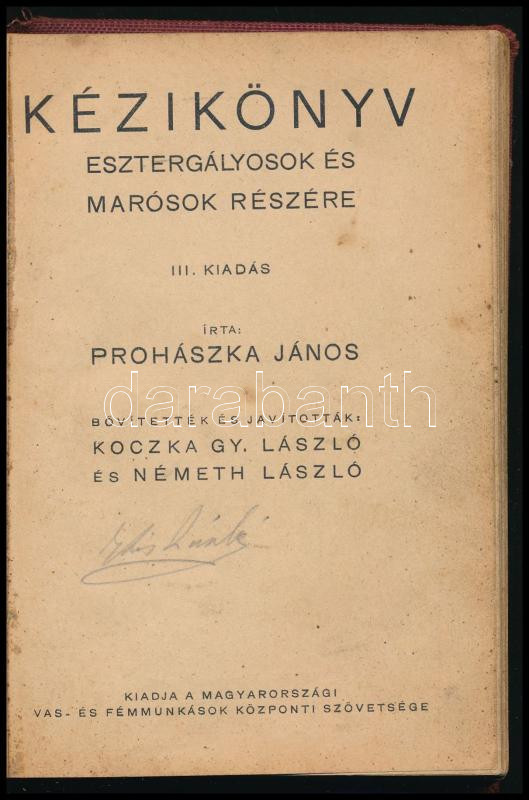 KÉZIKÖNYV
ESZTERGÁLYOSOK ÉS
MARÓSOK RÉSZÉRE
III. KIADÁS
ÍRTA:
PROHÁSZKA JÁNOS
darabanth
BŐVÍTETTÉK ÉS JAVÍTOTTÁK:
KOCZKA GY. LÁSZLÓ
ÉS NÉMETH LÁSZLÓ
KIADJA A MAGYARORSZÁGI
VAS- ÉS FÉMMUNKÁSOK KÖZPONTI SZÖVETSÉGE